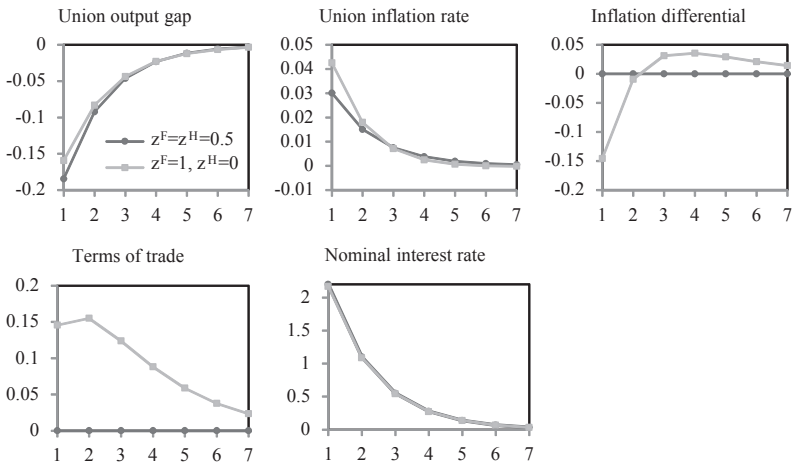 Union output gap
0
-0.05
-0.1
-0.15
-0.2
zF=zH=0.5
zF=1, zH=0
1 2 3 4 5 6 7
Union inflation rate
0.05
0.04
0.03
0.02
0.01
0
-0.01
1 2 3 4 5 6 7
Inflation differential
0.05
0
-0.05
-0.1
-0.15
-0.2
1 2 3 4 5 6 7
Terms of trade
0.2
0.15
0.1
0.05
0
1 2 3 4 5 6 7
Nominal interest rate
2
1.5
1
0.5
0
1 2 3 4 5 6 7